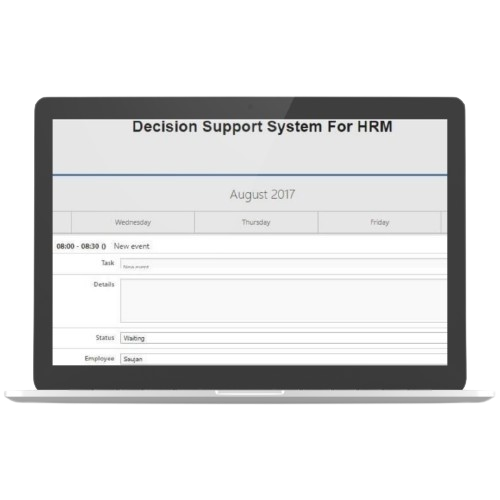 Decision Support System For HRM
August 2017
Wednesday Thursday Friday
08:00 - 08:30 () New event
Task New event
Details
Status Waiting
Employee Saujan